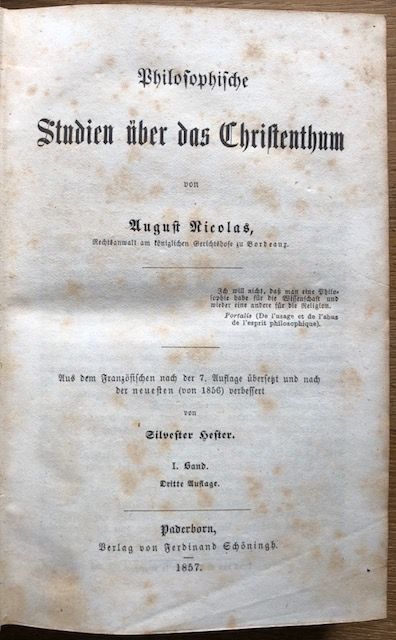 Philosophische
Studien über das Christenthum
von
August Nicolas,
Rechtsanwalt am königlichen Gerichtshofe zu Bordeaux.
Ich will nicht, daß man eine Philo-
sophie habe für die Wissenschaft und
wieder eine andere für die Religion.
Portalis (De l'usage et de l'abus
de l'esprit philosophique).
Aus dem Französischen nach der 7. Auflage übersetzt und nach
der neuesten (von 1856) verbessert
von
Silvester Hester.
I. Band.
Dritte Auflage.
Paderborn,
Verlag von Ferdinand Schöningh.
1857.